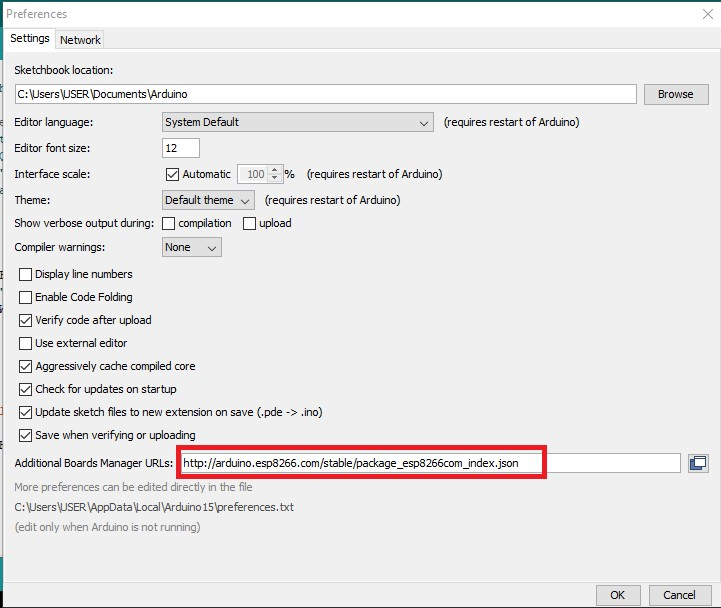 Preferences
Settings Network
Sketchbook location:
C:\Users\USER\Documents\Arduino Browse
Editor language: System Default (requires restart of Arduino)
Editor font size: 12
Interface scale: Automatic 100 % (requires restart of Arduino)
Theme: Default theme (requires restart of Arduino)
Show verbose output during: compilation upload
Compiler warnings: None
Display line numbers
Enable Code Folding
Verify code after upload
Use external editor
Aggressively cache compiled core
Check for updates on startup
Update sketch files to new extension on save (.pde -> .ino)
Save when verifying or uploading
Additional Boards Manager URLs: http://arduino.esp8266.com/stable/package_esp8266com_index.json
More preferences can be edited directly in the file
C:\Users\USER\AppData\Local\Arduino15\preferences.txt
(edit only when Arduino is not running)
OK Cancel